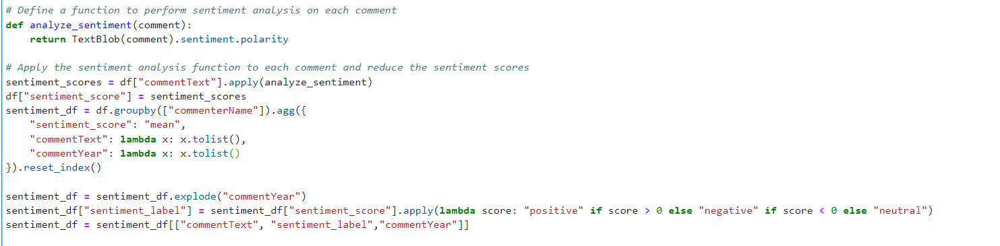 # Define a function to perform sentiment analysis on each comment
def analyze_sentiment(comment):
    return TextBlob(comment).sentiment.polarity

# Apply the sentiment analysis function to each comment and reduce the sentiment scores
sentiment_scores = df["commentText"].apply(analyze_sentiment)
df["sentiment_score"] = sentiment_scores
sentiment_df = df.groupby(["commenterName"]).agg({
    "sentiment_score": "mean",
    "commentText": lambda x: x.tolist(),
    "commentYear": lambda x: x.tolist()
}).reset_index()

sentiment_df = sentiment_df.explode("commentYear")
sentiment_df["sentiment_label"] = sentiment_df["sentiment_score"].apply(lambda score: "positive" if score > 0 else "negative" if score < 0 else "neutral")
sentiment_df = sentiment_df[["commentText", "sentiment_label","commentYear"]]